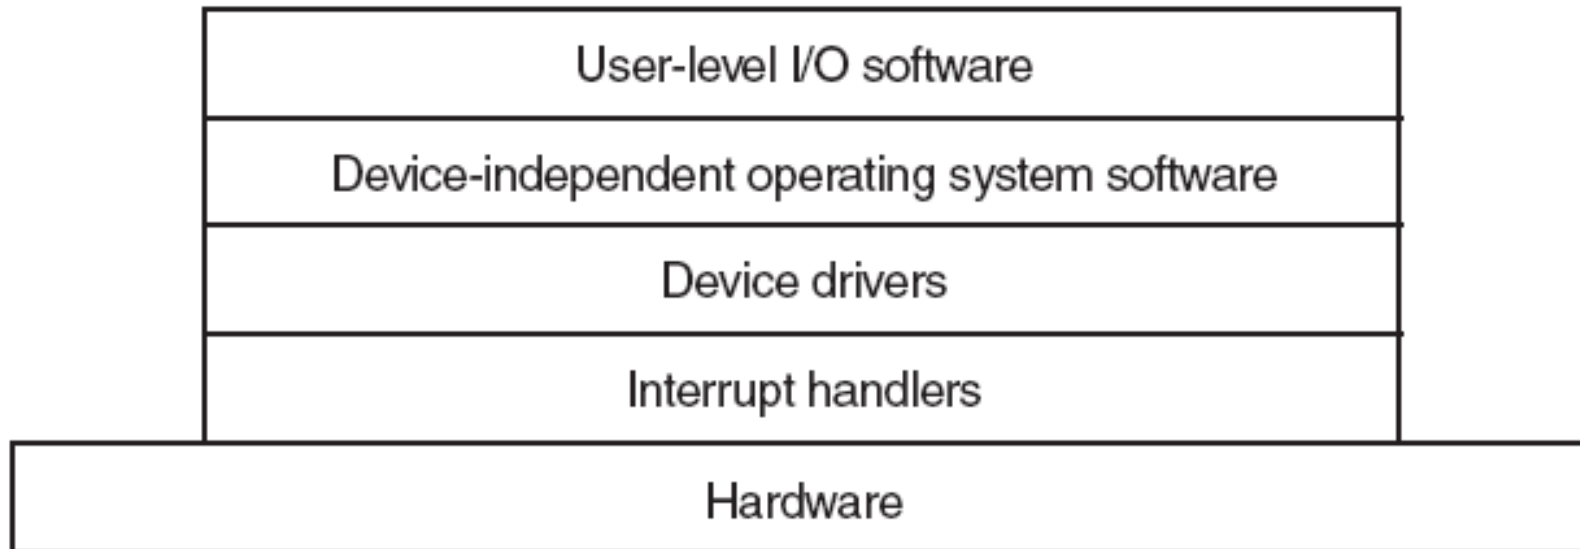 User-level I/O software
Device-independent operating system software
Device drivers
Interrupt handlers
Hardware